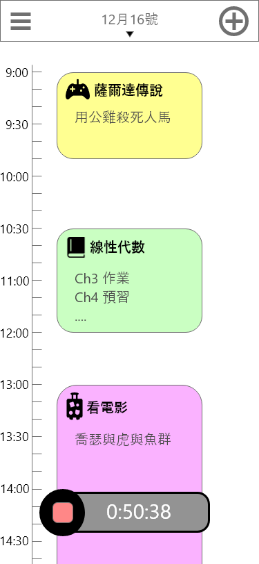 12月16號
9:00
薩爾達傳說
用公雞殺死人馬
9:30
10:00
10:30
線性代數
Ch3 作業
11:00
Ch4 預習
....
12:00
13:00
看電影
13:30
喬瑟與虎與魚群
14:00
0:50:38
14:30